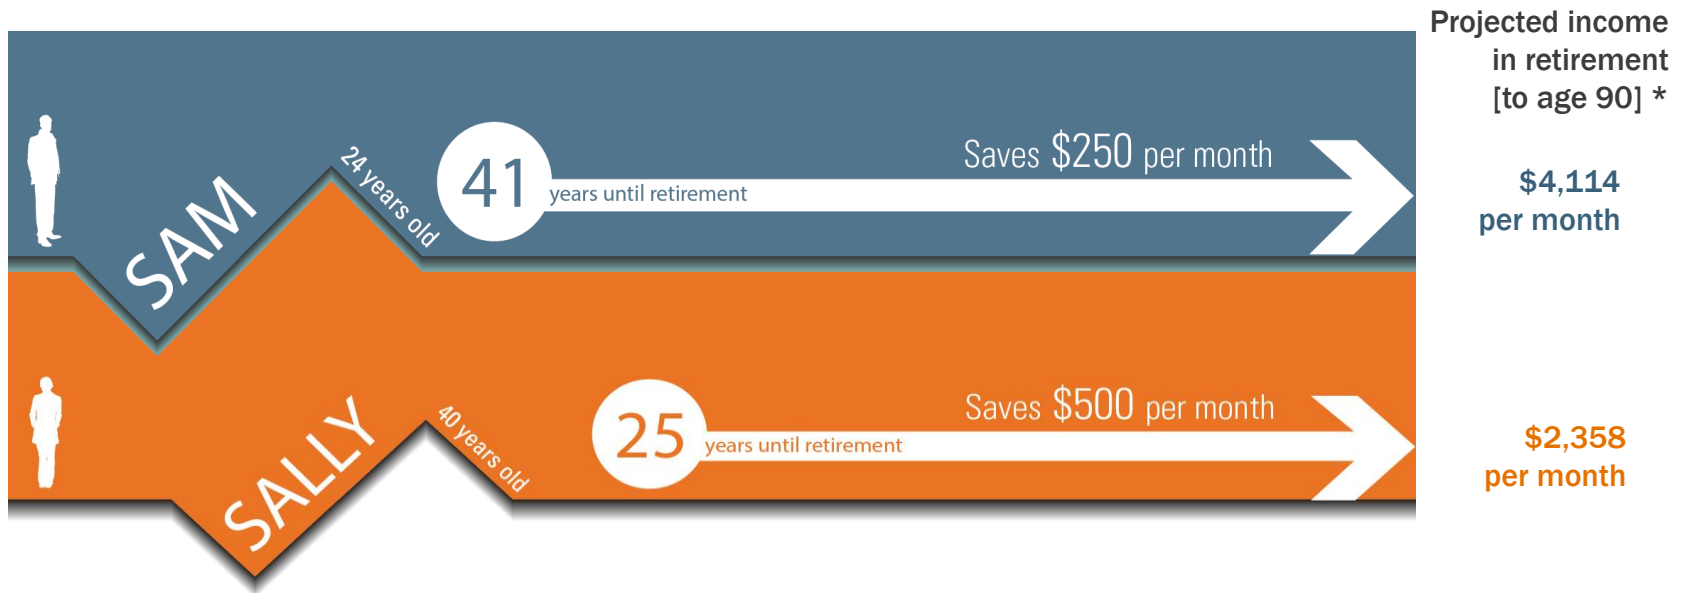 Projected income
in retirement
[to age 90] *
SAM
24 years old
41
years until retirement
Saves $250 per month
$4,114
per month
SALLY
40 years old
25
years until retirement
Saves $500 per month
$2,358
per month